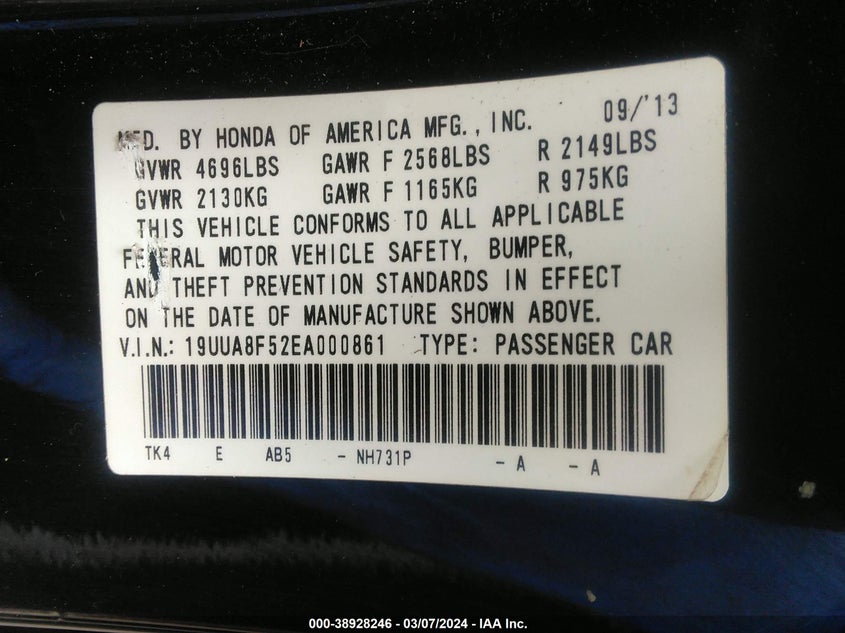 MFD. BY HONDA OF AMERICA MFG., INC. 09/'13
GVWR 4696LBS GAWR F 2568LBS R 2149LBS
GVWR 2130KG GAWR F 1165KG R 975KG
THIS VEHICLE CONFORMS TO ALL APPLICABLE
FEDERAL MOTOR VEHICLE SAFETY, BUMPER,
AND THEFT PREVENTION STANDARDS IN EFFECT
ON THE DATE OF MANUFACTURE SHOWN ABOVE.
V.I.N.: 19UUA8F52EA000861 TYPE: PASSENGER CAR
TK4 E AB5 - NH731P - A - A
000-38928246 - 03/07/2024 - IAA Inc.